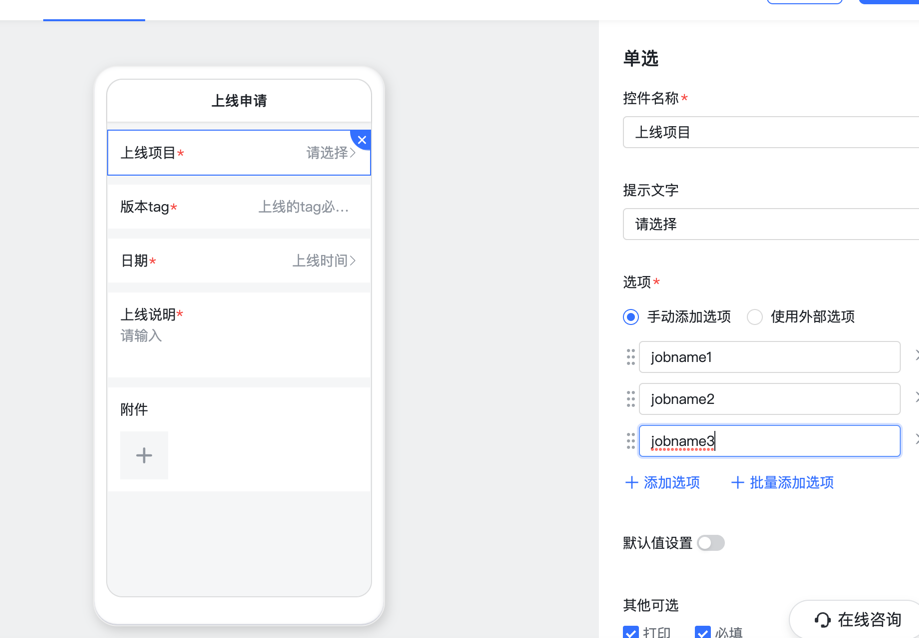 上线申请
上线项目* 请选择
版本tag* 上线的tag必...
日期* 上线时间
上线说明*
请输入
附件
单选
控件名称*
上线项目
提示文字
请选择
选项*
手动添加选项 使用外部选项
jobname1
jobname2
jobname3
添加选项 批量添加选项
默认值设置
其他可选
打印 必填
在线咨询